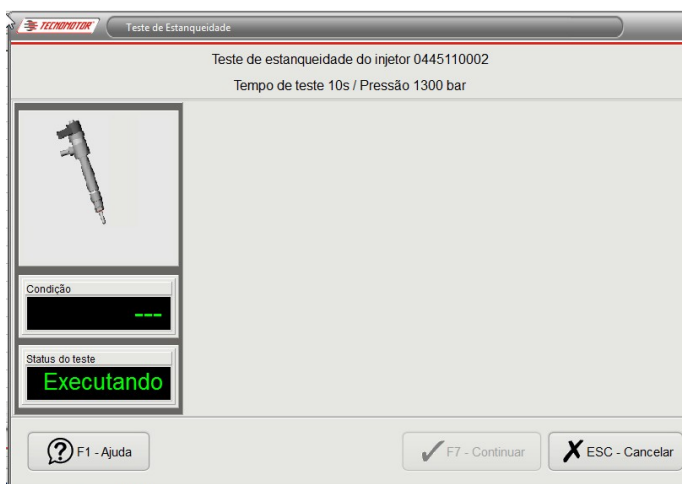 TECNOMOTOR
Teste de Estanqueidade
Teste de estanqueidade do injetor 0445110002
Tempo de teste 10s / Pressão 1300 bar
Condição
---
Status do teste
Executando
F1 - Ajuda
F7 - Continuar
ESC - Cancelar